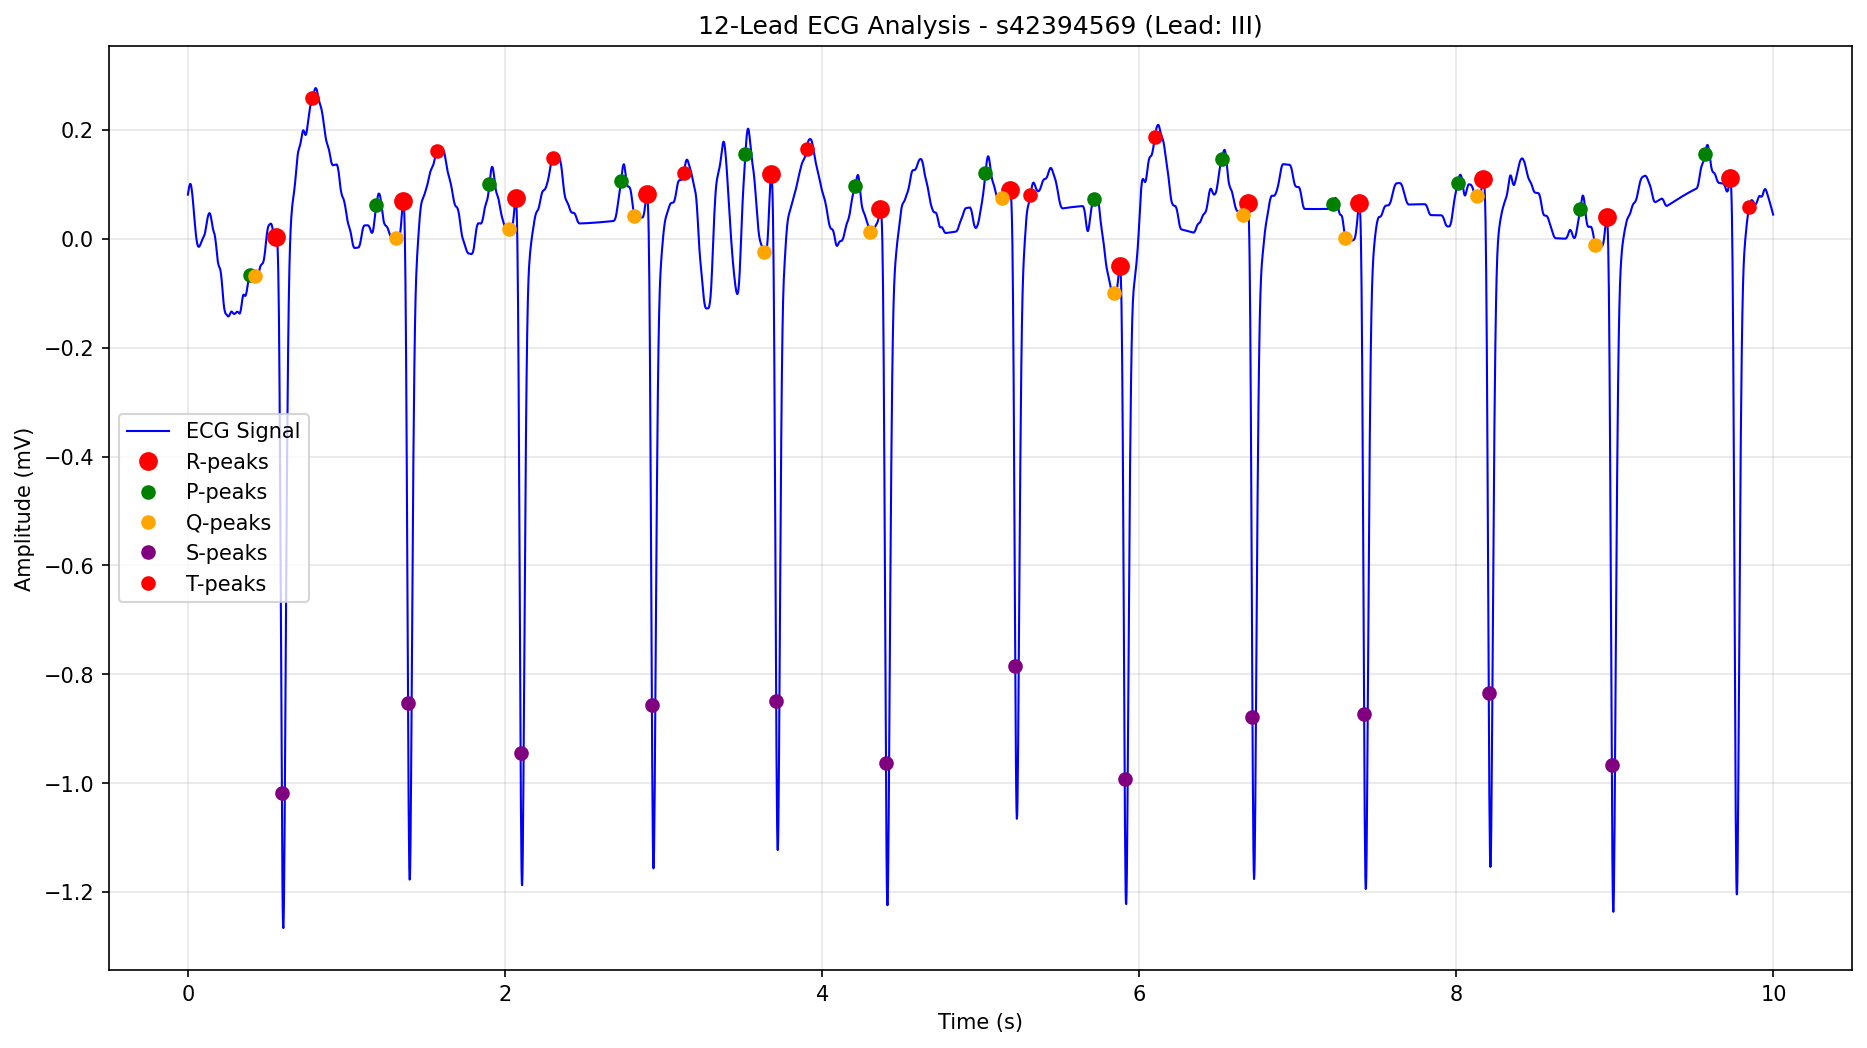 12-Lead ECG Analysis - s42394569 (Lead: III)
Amplitude (mV)
0.2
0.0
−0.2
−0.4
−0.6
−0.8
−1.0
−1.2
ECG Signal
R-peaks
P-peaks
Q-peaks
S-peaks
T-peaks
0 2 4 6 8 10
Time (s)